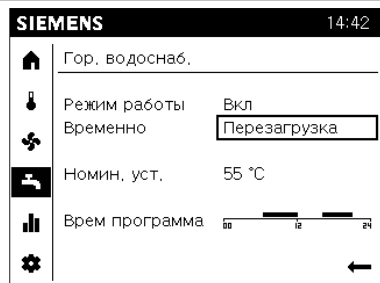 SIEMENS 14:42
Гор. водоснаб.
Режим работы Вкл
Временно Перезагрузка
Номин. уст. 55 °C
Врем программа
00 12 24